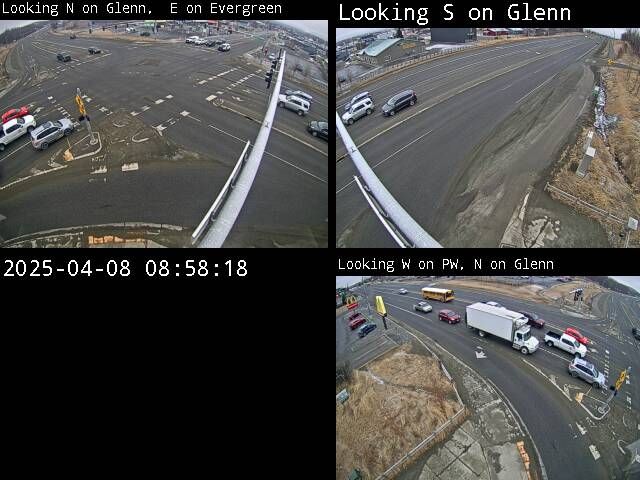 Looking N on Glenn,  E on Evergreen
Looking S on Glenn
2025-04-08 08:58:18
Looking W on PW, N on Glenn